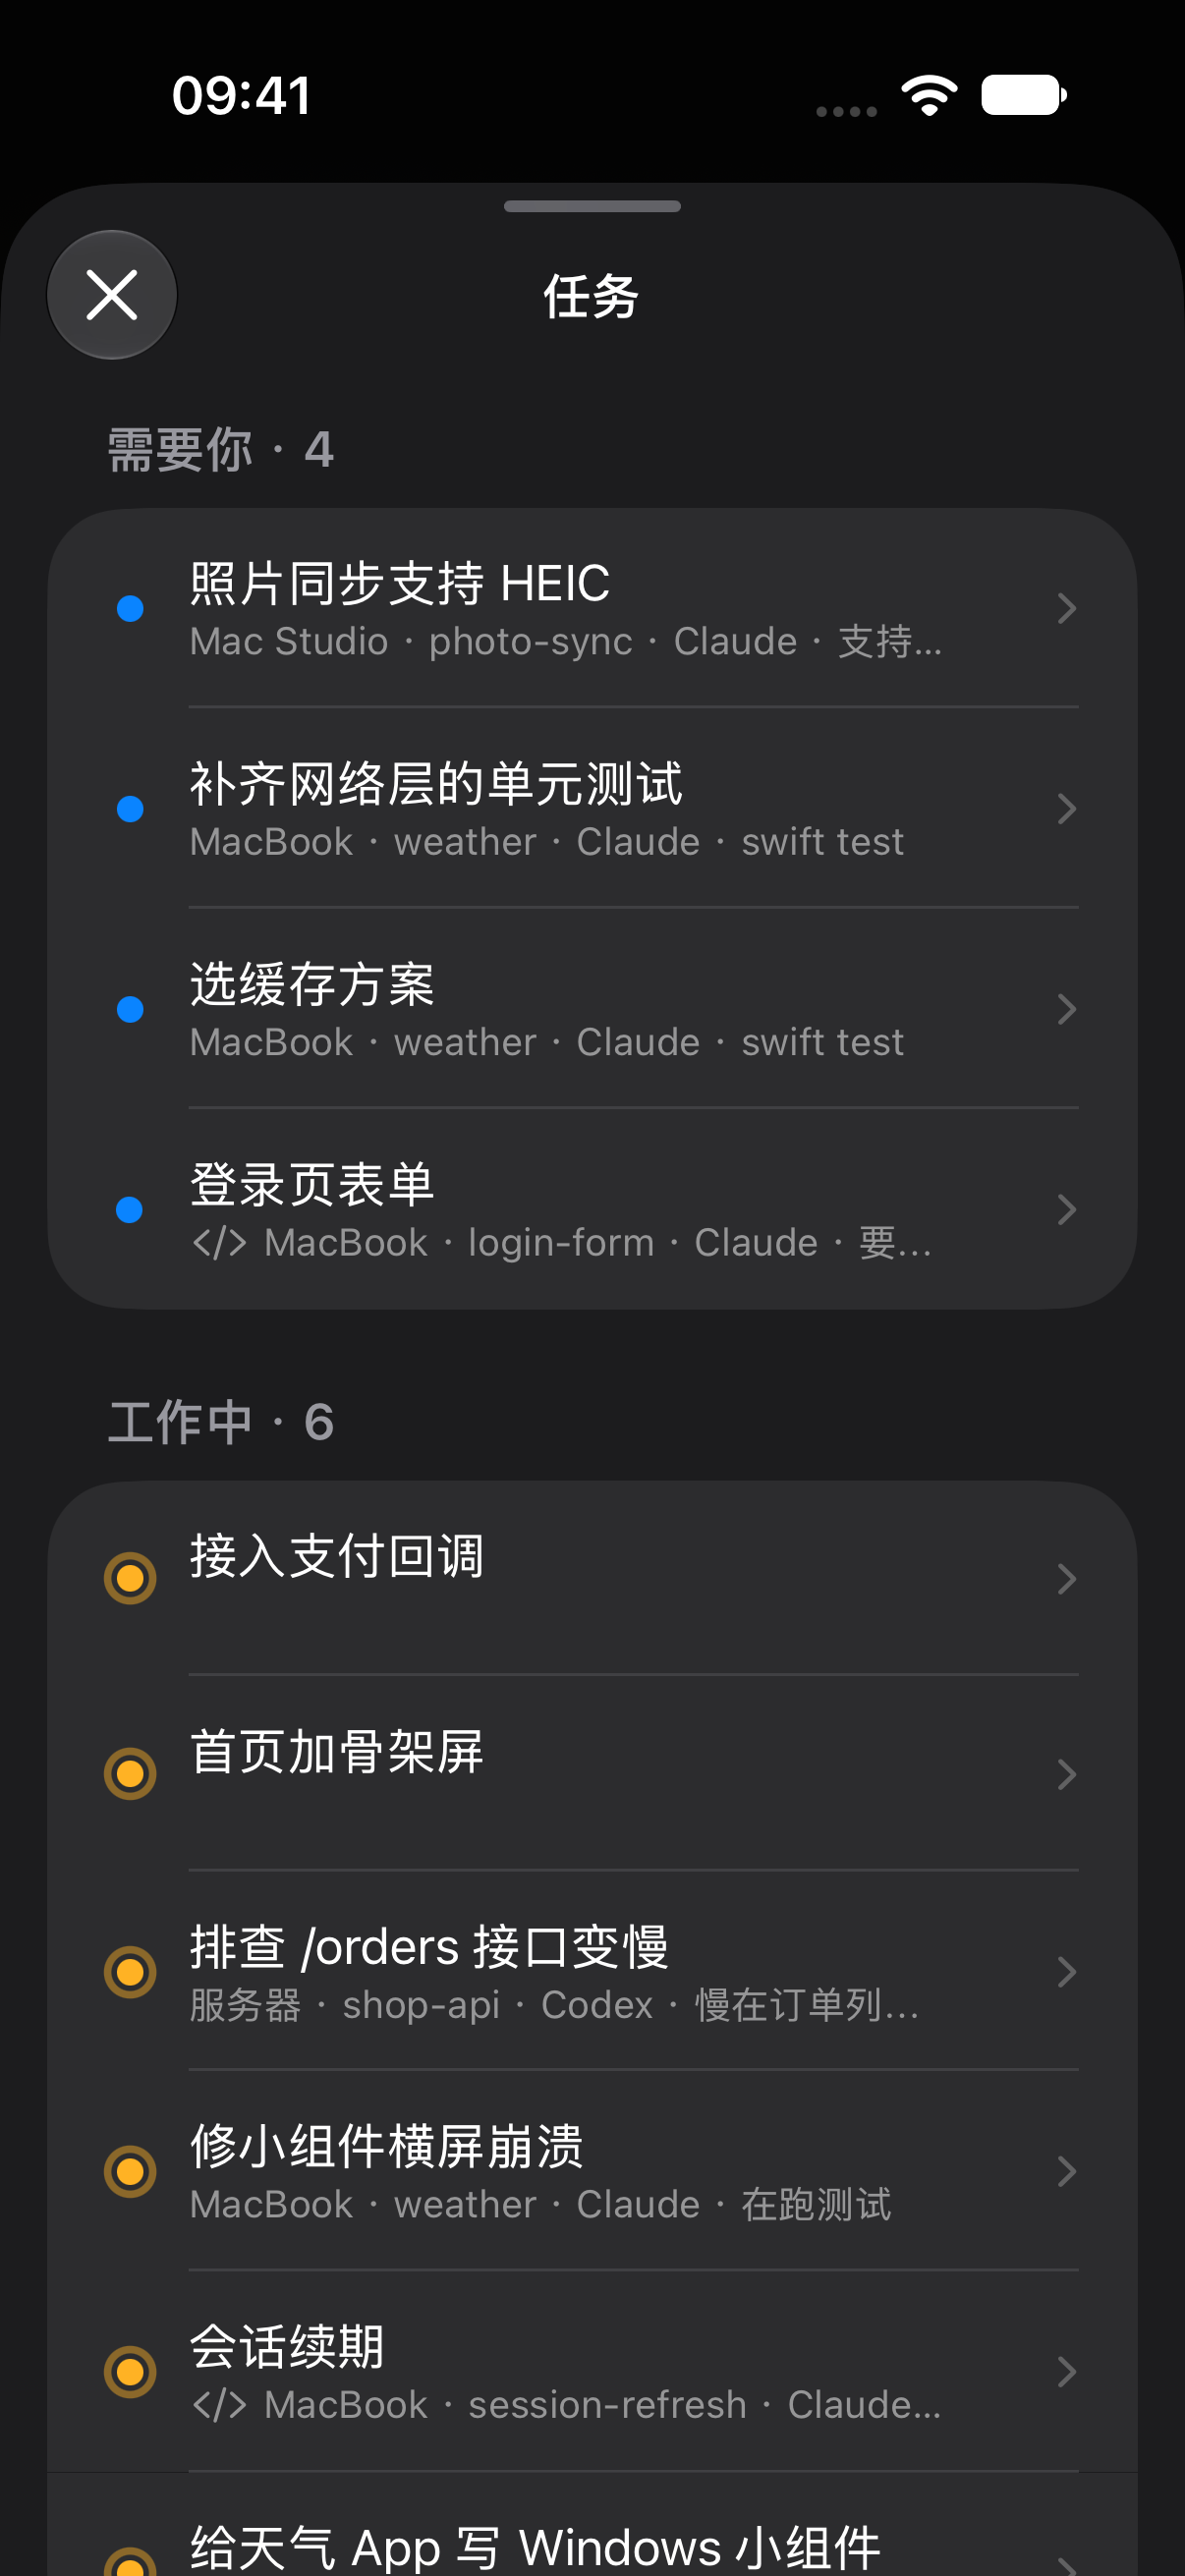 09:41
任务
需要你 · 4
照片同步支持 HEIC
Mac Studio · photo-sync · Claude · 支持...
补齐网络层的单元测试
MacBook · weather · Claude · swift test
选缓存方案
MacBook · weather · Claude · swift test
登录页表单
</> MacBook · login-form · Claude · 要...
工作中 · 6
接入支付回调
首页加骨架屏
排查 /orders 接口变慢
服务器 · shop-api · Codex · 慢在订单列...
修小组件横屏崩溃
MacBook · weather · Claude · 在跑测试
会话续期
</> MacBook · session-refresh · Claude...
给天气 App 写 Windows 小组件